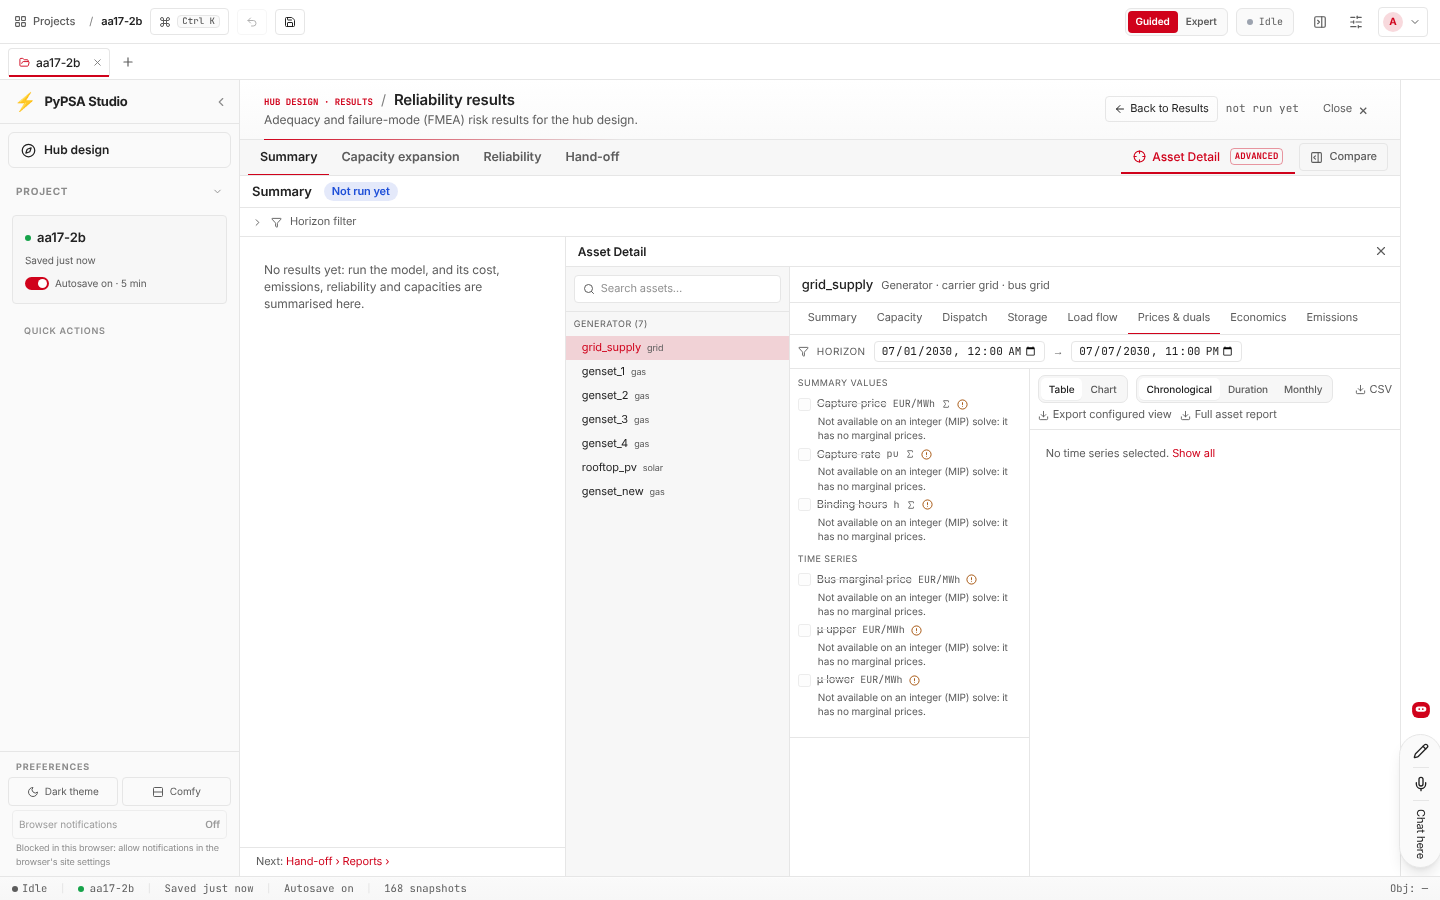 Projects / aa17-2b
Ctrl K
Guided Expert
Idle
A
aa17-2b
PyPSA Studio
Hub design
PROJECT
aa17-2b
Saved just now
Autosave on · 5 min
QUICK ACTIONS
PREFERENCES
Dark theme
Comfy
Browser notifications Off
Blocked in this browser: allow notifications in the
browser's site settings
HUB DESIGN · RESULTS / Reliability results
Adequacy and failure-mode (FMEA) risk results for the hub design.
← Back to Results
not run yet
Close ×
Summary Capacity expansion Reliability Hand-off
Asset Detail ADVANCED
Compare
Summary Not run yet
Horizon filter
No results yet: run the model, and its cost,
emissions, reliability and capacities are
summarised here.
Next: Hand-off › Reports ›
Asset Detail
Search assets...
GENERATOR (7)
grid_supply grid
genset_1 gas
genset_2 gas
genset_3 gas
genset_4 gas
rooftop_pv solar
genset_new gas
grid_supply Generator · carrier grid · bus grid
Summary Capacity Dispatch Storage Load flow Prices & duals Economics Emissions
HORIZON 07/01/2030, 12:00 AM → 07/07/2030, 11:00 PM
SUMMARY VALUES
Capture price EUR/MWh Σ
Not available on an integer (MIP) solve: it
has no marginal prices.
Capture rate pu Σ
Not available on an integer (MIP) solve: it
has no marginal prices.
Binding hours h Σ
Not available on an integer (MIP) solve: it
has no marginal prices.
TIME SERIES
Bus marginal price EUR/MWh
Not available on an integer (MIP) solve: it
has no marginal prices.
μ upper EUR/MWh
Not available on an integer (MIP) solve: it
has no marginal prices.
μ lower EUR/MWh
Not available on an integer (MIP) solve: it
has no marginal prices.
Table Chart
Chronological Duration Monthly
CSV
Export configured view
Full asset report
No time series selected. Show all
Chat here
Idle
aa17-2b
Saved just now
Autosave on
168 snapshots
Obj: —